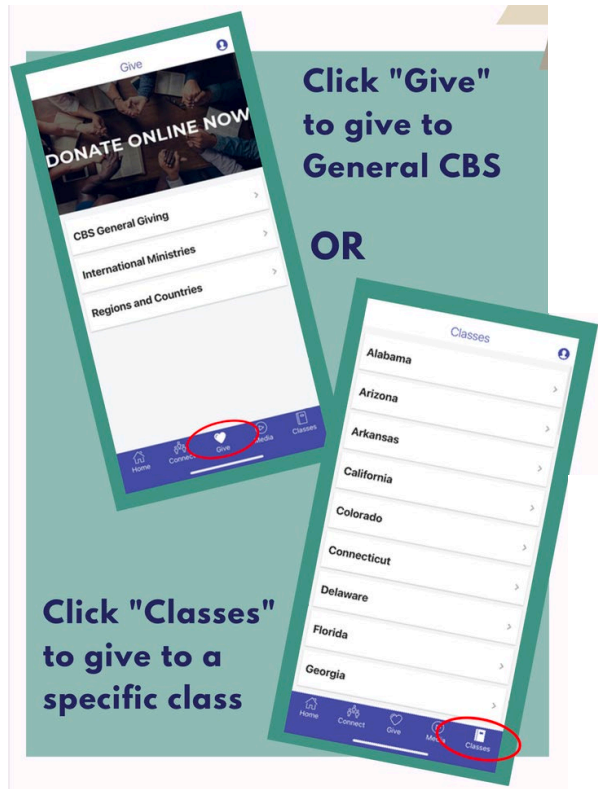 Give
DONATE ONLINE NOW
CBS General Giving
International Ministries
Regions and Countries
Home
Connect
Give
Media
Classes
Click "Give"
to give to
General CBS
OR
Classes
Alabama
Arizona
Arkansas
California
Colorado
Connecticut
Delaware
Florida
Georgia
Home
Connect
Give
Media
Classes
Click "Classes"
to give to a
specific class